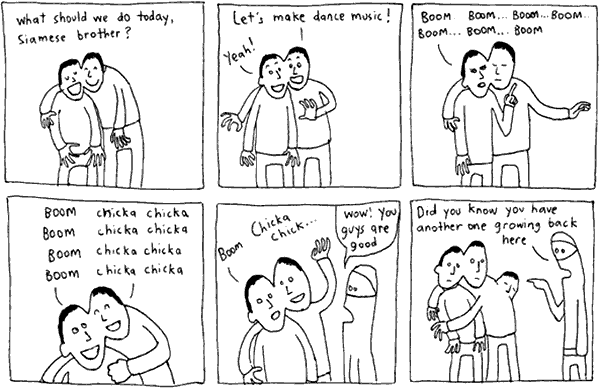 What should we do today,
Siamese brother?
Let's make dance music!
Yeah!
BOOM BOOM... BOOM... BOOM..
BOOM... BOOM... BOOM
BOOM chicka chicka
BOOM chicka chicka
BOOM chicka chicka
BOOM chicka chicka
BOOM
Chicka
chick...
Wow! You
guys are
good
Did you know you have
another one growing back
here